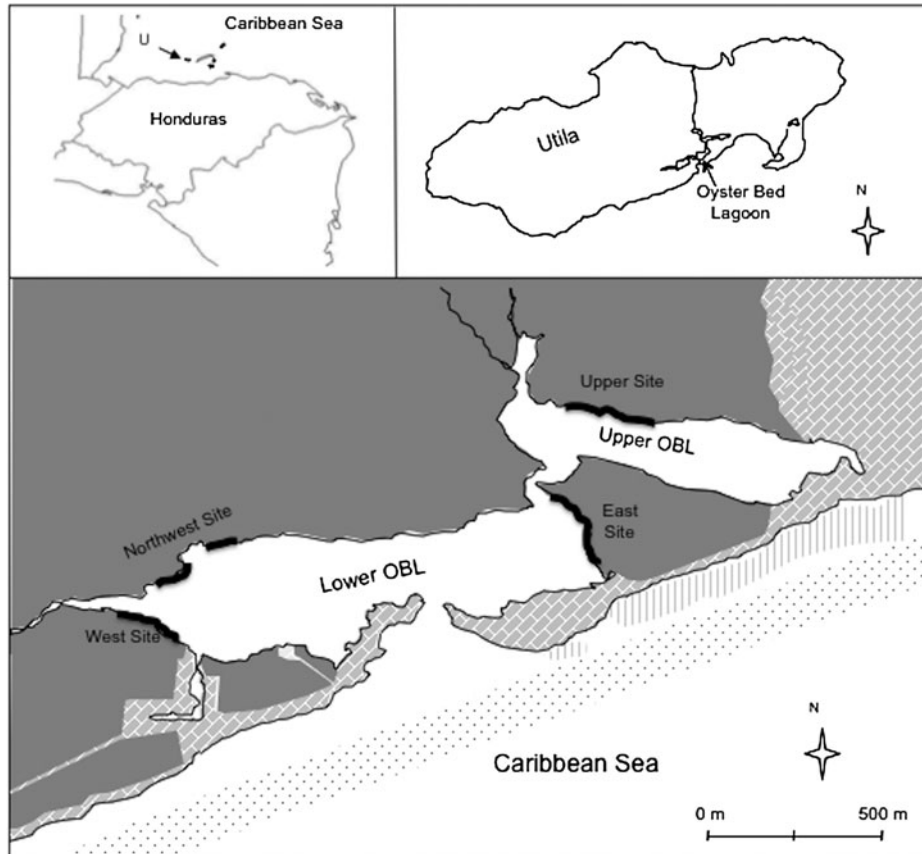 Caribbean Sea
U
Honduras
Utila
Oyster Bed
Lagoon
N
Upper Site
Upper OBL
East
Site
Northwest Site
Lower OBL
West Site
N
Caribbean Sea
0 m
500 m